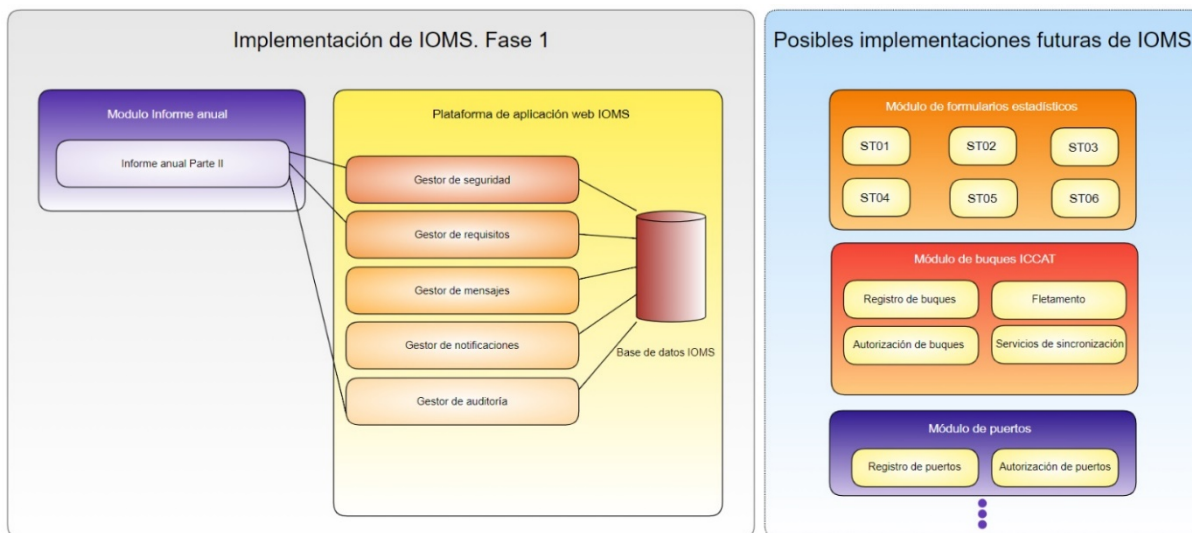 Implementación de IOMS. Fase 1
Modulo Informe anual
Informe anual Parte II
Plataforma de aplicación web IOMS
Gestor de seguridad
Gestor de requisitos
Gestor de mensajes
Gestor de notificaciones
Gestor de auditoría
Base de datos IOMS
Posibles implementaciones futuras de IOMS
Módulo de formularios estadísticos
ST01
ST02
ST03
ST04
ST05
ST06
Módulo de buques ICCAT
Registro de buques
Fletamento
Autorización de buques
Servicios de sincronización
Módulo de puertos
Registro de puertos
Autorización de puertos